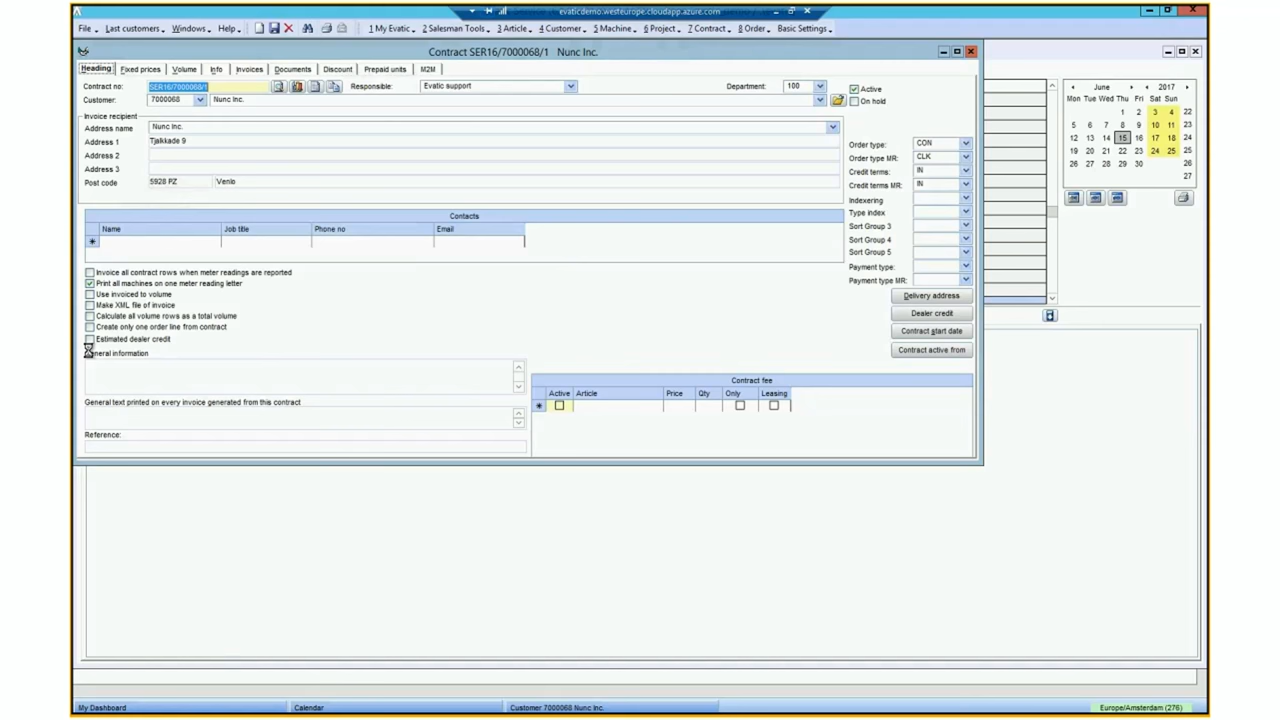 evaticdemo.westeurope.cloudapp.azure.com
File Last customers Windows Help 1 My Evatic 2 Salesman Tools 3 Article 4 Customer 5 Machine 6 Project 7 Contract 8 Order Basic Settings
Contract SER16/7000068/1 Nunc Inc.
Heading Fixed prices Volume Info Invoices Documents Discount Prepaid units M2M
Contract no: SER16/7000068/1 Responsible: Evatic support Department: 100 Active
Customer: 7000068 Nunc Inc. On hold
Invoice recipient
Address name Nunc Inc.
Address 1 Tjalkkade 9
Address 2
Address 3
Post code 5928 PZ Venlo
Order type: CON
Order type MR: CLK
Credit terms: IN
Credit terms MR: IN
Indexering
Type index
Sort Group 3
Sort Group 4
Sort Group 5
Payment type:
Payment type MR:
Contacts
Name Job title Phone no Email
Invoice all contract rows when meter readings are reported
Print all machines on one meter reading letter
Use invoiced to volume
Make XML file of invoice
Calculate all volume rows as a total volume
Create only one order line from contract
Estimated dealer credit
Delivery address
Dealer credit
Contract start date
Contract active from
neral information
General text printed on every invoice generated from this contract
Reference:
Contract fee
Active Article Price Qty Only Leasing
June 2017
Mon Tue Wed Thu Fri Sat Sun
1 2 3 4 22
5 6 7 8 9 10 11 23
12 13 14 15 16 17 18 24
19 20 21 22 23 24 25 25
26 27 28 29 30 26
27
My Dashboard Calendar Customer 7000068 Nunc Inc. Europe/Amsterdam (276)